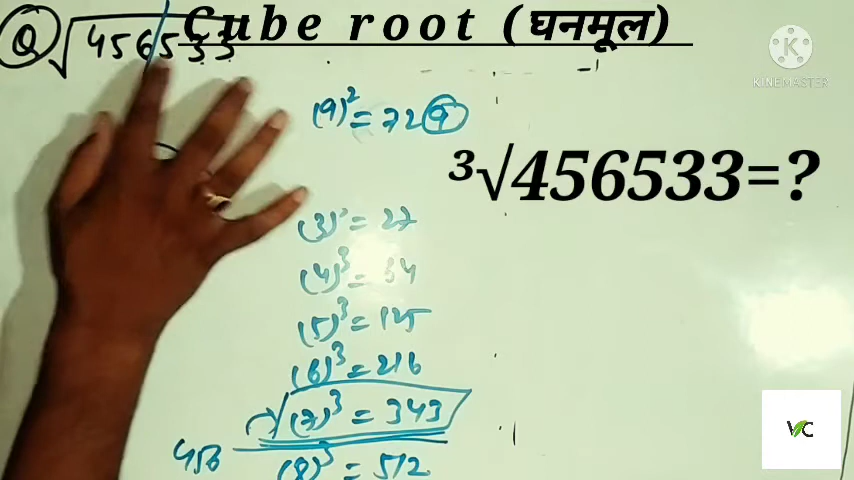 Cube root (घनमूल)
Q √456533
KINEMASTER
(9)² = 729
³√456533=?
(3)³ = 27
(4)³ = 64
(5)³ = 125
(6)³ = 216
(7)³ = 343
456
(8)³ = 512
VC